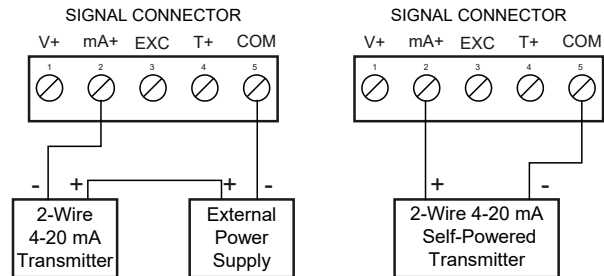 SIGNAL CONNECTOR
V+ mA+ EXC T+ COM
1 2 3 4 5
- + + -
2-Wire
4-20 mA
Transmitter
External
Power
Supply
SIGNAL CONNECTOR
V+ mA+ EXC T+ COM
1 2 3 4 5
+ -
2-Wire 4-20 mA
Self-Powered
Transmitter